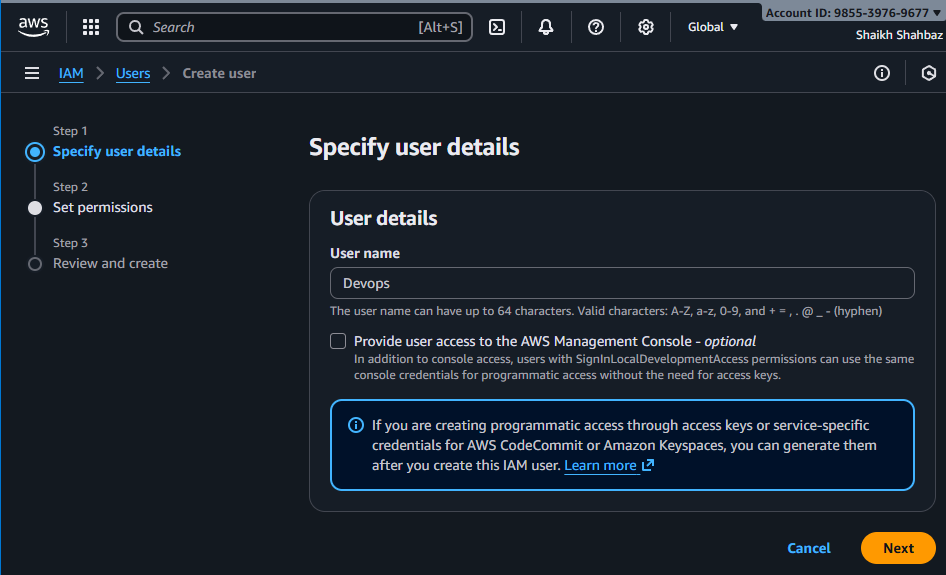 aws
Search
[Alt+S]
Global
Account ID: 9855-3976-9677
Shaikh Shahbaz
IAM
Users
Create user
Step 1
Specify user details
Step 2
Set permissions
Step 3
Review and create
Specify user details
User details
User name
Devops
The user name can have up to 64 characters. Valid characters: A-Z, a-z, 0-9, and + = , . @ _ - (hyphen)
Provide user access to the AWS Management Console - optional
In addition to console access, users with SignInLocalDevelopmentAccess permissions can use the same
console credentials for programmatic access without the need for access keys.
If you are creating programmatic access through access keys or service-specific
credentials for AWS CodeCommit or Amazon Keyspaces, you can generate them
after you create this IAM user. Learn more
Cancel
Next